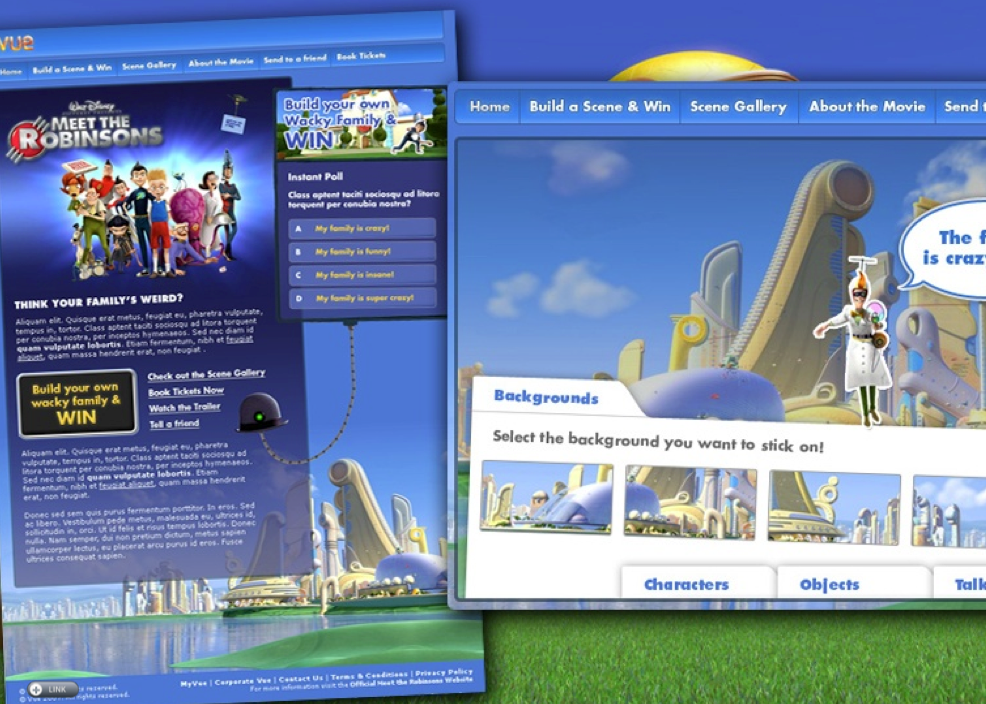 vue
Home
Build a Scene & Win
Scene Gallery
About the Movie
Send to a friend
Book Tickets
WALT DISNEY
MEET THE
ROBINSONS
THINK YOUR FAMILY'S WEIRD?
Aliquam elit. Quisque erat metus, feugiat eu, pharetra vulputate,
tempus in, tortor. Class aptent taciti sociosqu ad litora torquent
per conubia nostra, per inceptos hymenaeos. Sed nec diam id
quam vulputate lobortis. Etiam fermentum, nibh et feugiat
aliquet, quam massa hendrerit erat, non feugiat .
Build your own
wacky family &
WIN
Check out the Scene Gallery
Book Tickets Now
Watch the Trailer
Tell a friend
Aliquam elit. Quisque erat metus, feugiat eu, pharetra
vulputate, tempus in, tortor. Class aptent taciti sociosqu ad
litora torquent per conubia nostra, per inceptos hymenaeos.
Sed nec diam id quam vulputate lobortis. Etiam
fermentum, nibh et feugiat aliquet, quam massa hendrerit
erat, non feugiat.
Donec sed sem quis purus fermentum porttitor. In eros. Sed
ac libero. Vestibulum pede metus, malesuada eu, ultrices id,
sollicitudin in, orci. Ut id felis et risus tempus lobortis. Donec
nulla. Nam semper, dui non pretium dictum, metus sapien
ullamcorper lectus, eu placerat arcu purus id eros. Fusce
ultrices consequat sapien.
Build your own
Wacky Family &
WIN
Instant Poll
Class aptent taciti sociosqu ad litora
torquent per conubia nostra?
A My family is crazy!
B My family is funny!
C My family is insane!
D My family is super crazy!
MyVue | Corporate Vue | Contact Us | Terms & Conditions | Privacy Policy
For more information visit the Official Meet the Robinsons Website
LINK
ts reserved.
rights reserved.
Home
Build a Scene & Win
Scene Gallery
About the Movie
Send t
The f
is craz
Backgrounds
Select the background you want to stick on!
Characters
Objects
Talk